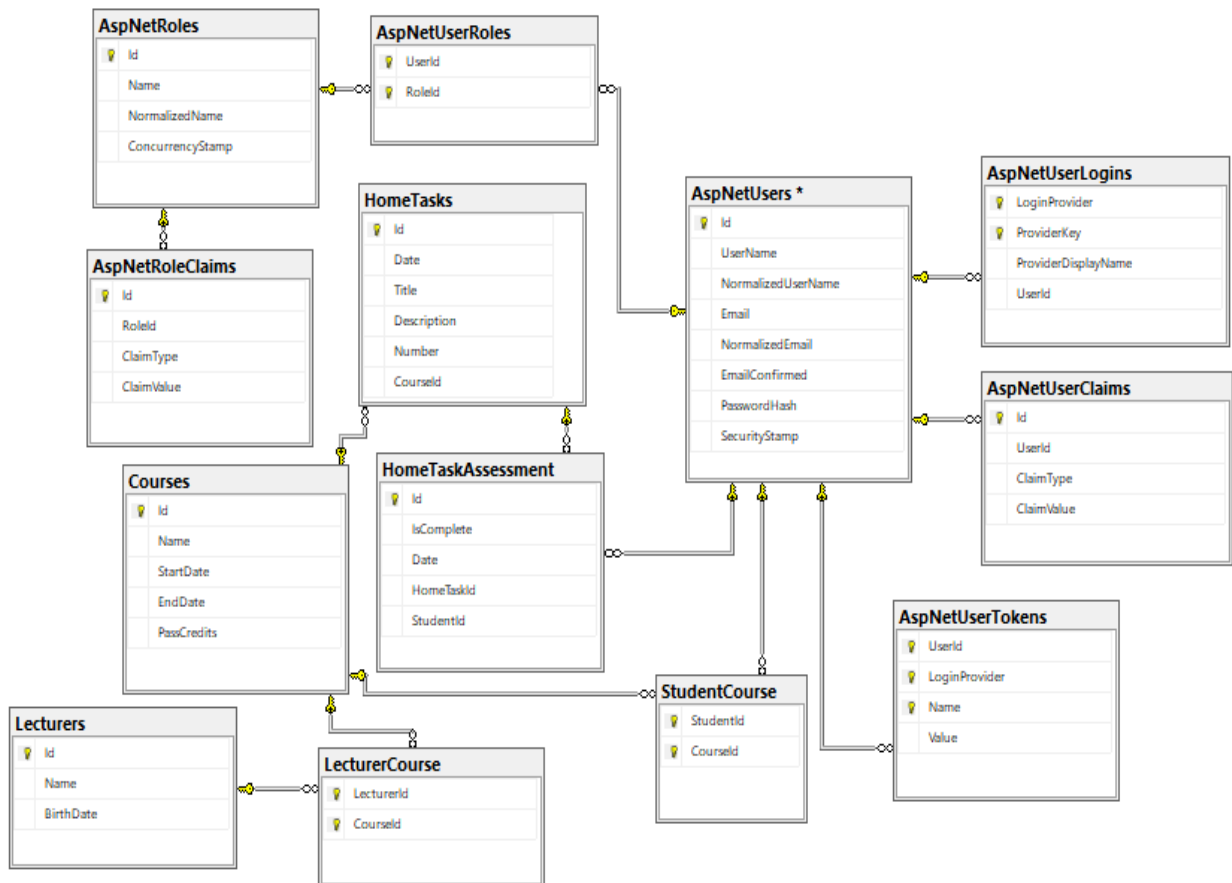 AspNetRoles
Id
Name
NormalizedName
ConcurrencyStamp
AspNetUserRoles
UserId
RoleId
AspNetRoleClaims
Id
RoleId
ClaimType
ClaimValue
HomeTasks
Id
Date
Title
Description
Number
CourseId
AspNetUsers *
Id
UserName
NormalizedUserName
Email
NormalizedEmail
EmailConfirmed
PasswordHash
SecurityStamp
AspNetUserLogins
LoginProvider
ProviderKey
ProviderDisplayName
UserId
AspNetUserClaims
Id
UserId
ClaimType
ClaimValue
Courses
Id
Name
StartDate
EndDate
PassCredits
HomeTaskAssessment
Id
IsComplete
Date
HomeTaskId
StudentId
AspNetUserTokens
UserId
LoginProvider
Name
Value
StudentCourse
StudentId
CourseId
Lecturers
Id
Name
BirthDate
LecturerCourse
LecturerId
CourseId